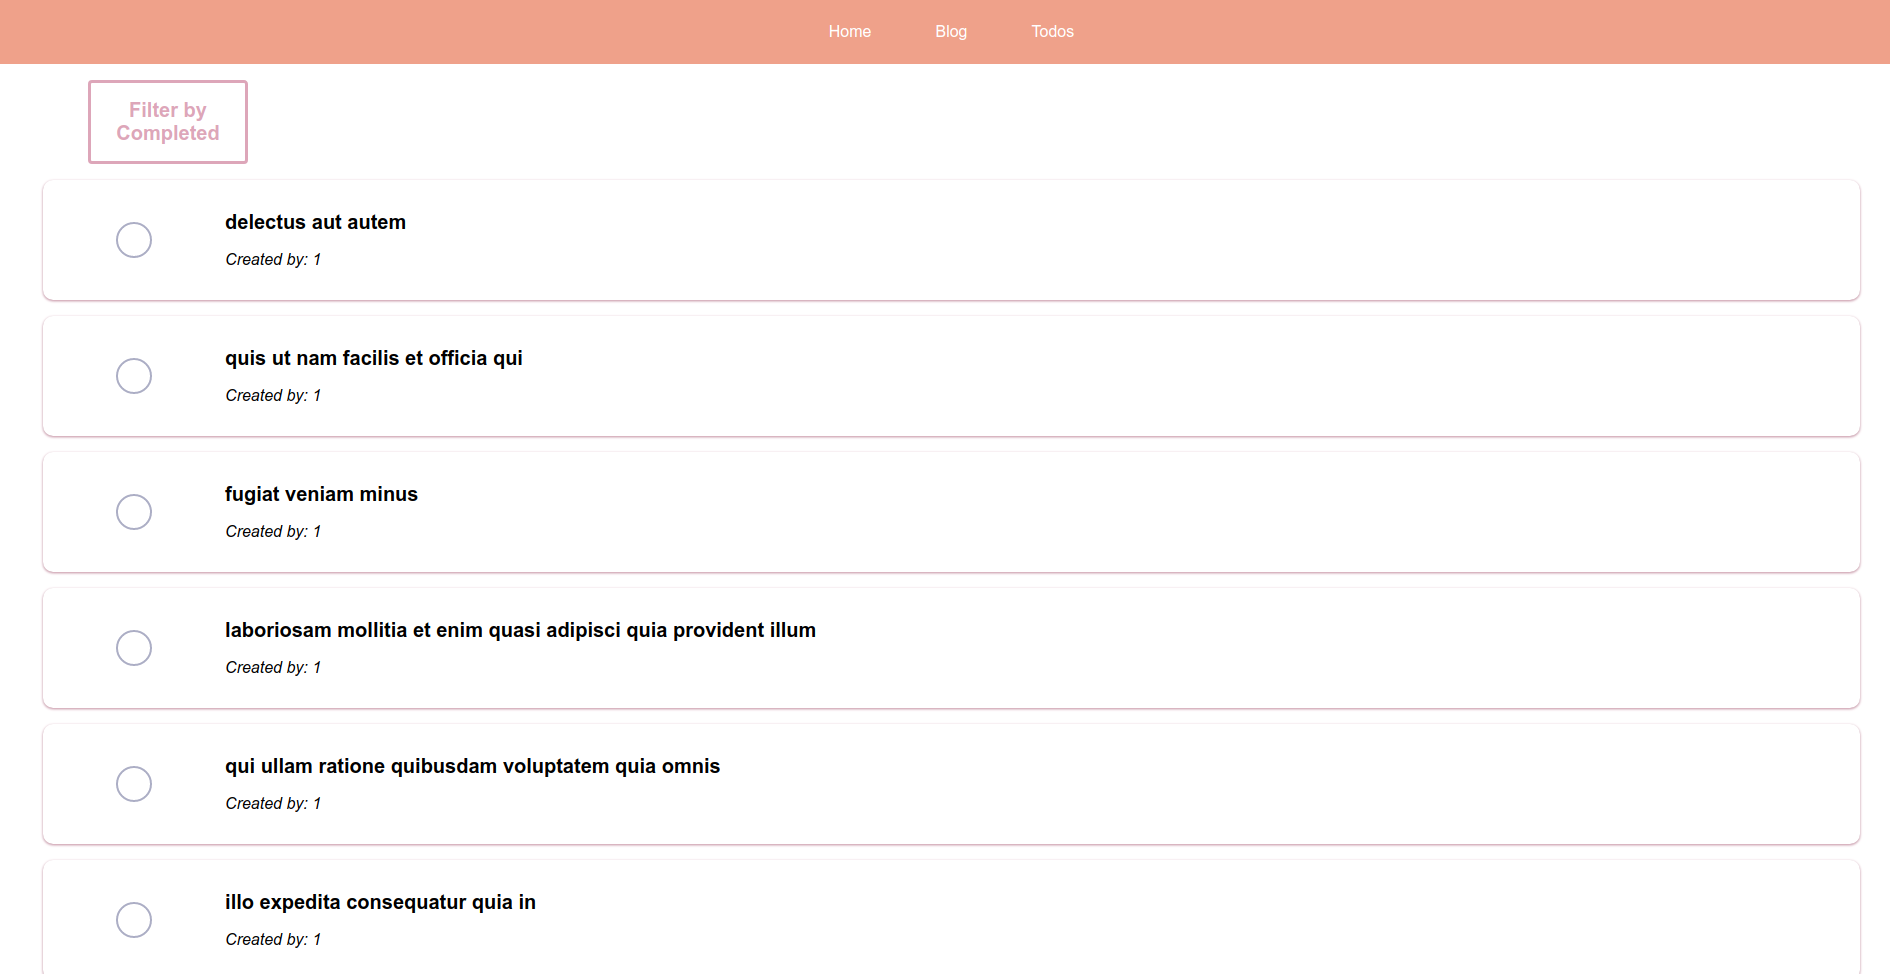 Home Blog Todos
Filter by
Completed
delectus aut autem
Created by: 1
quis ut nam facilis et officia qui
Created by: 1
fugiat veniam minus
Created by: 1
laboriosam mollitia et enim quasi adipisci quia provident illum
Created by: 1
qui ullam ratione quibusdam voluptatem quia omnis
Created by: 1
illo expedita consequatur quia in
Created by: 1